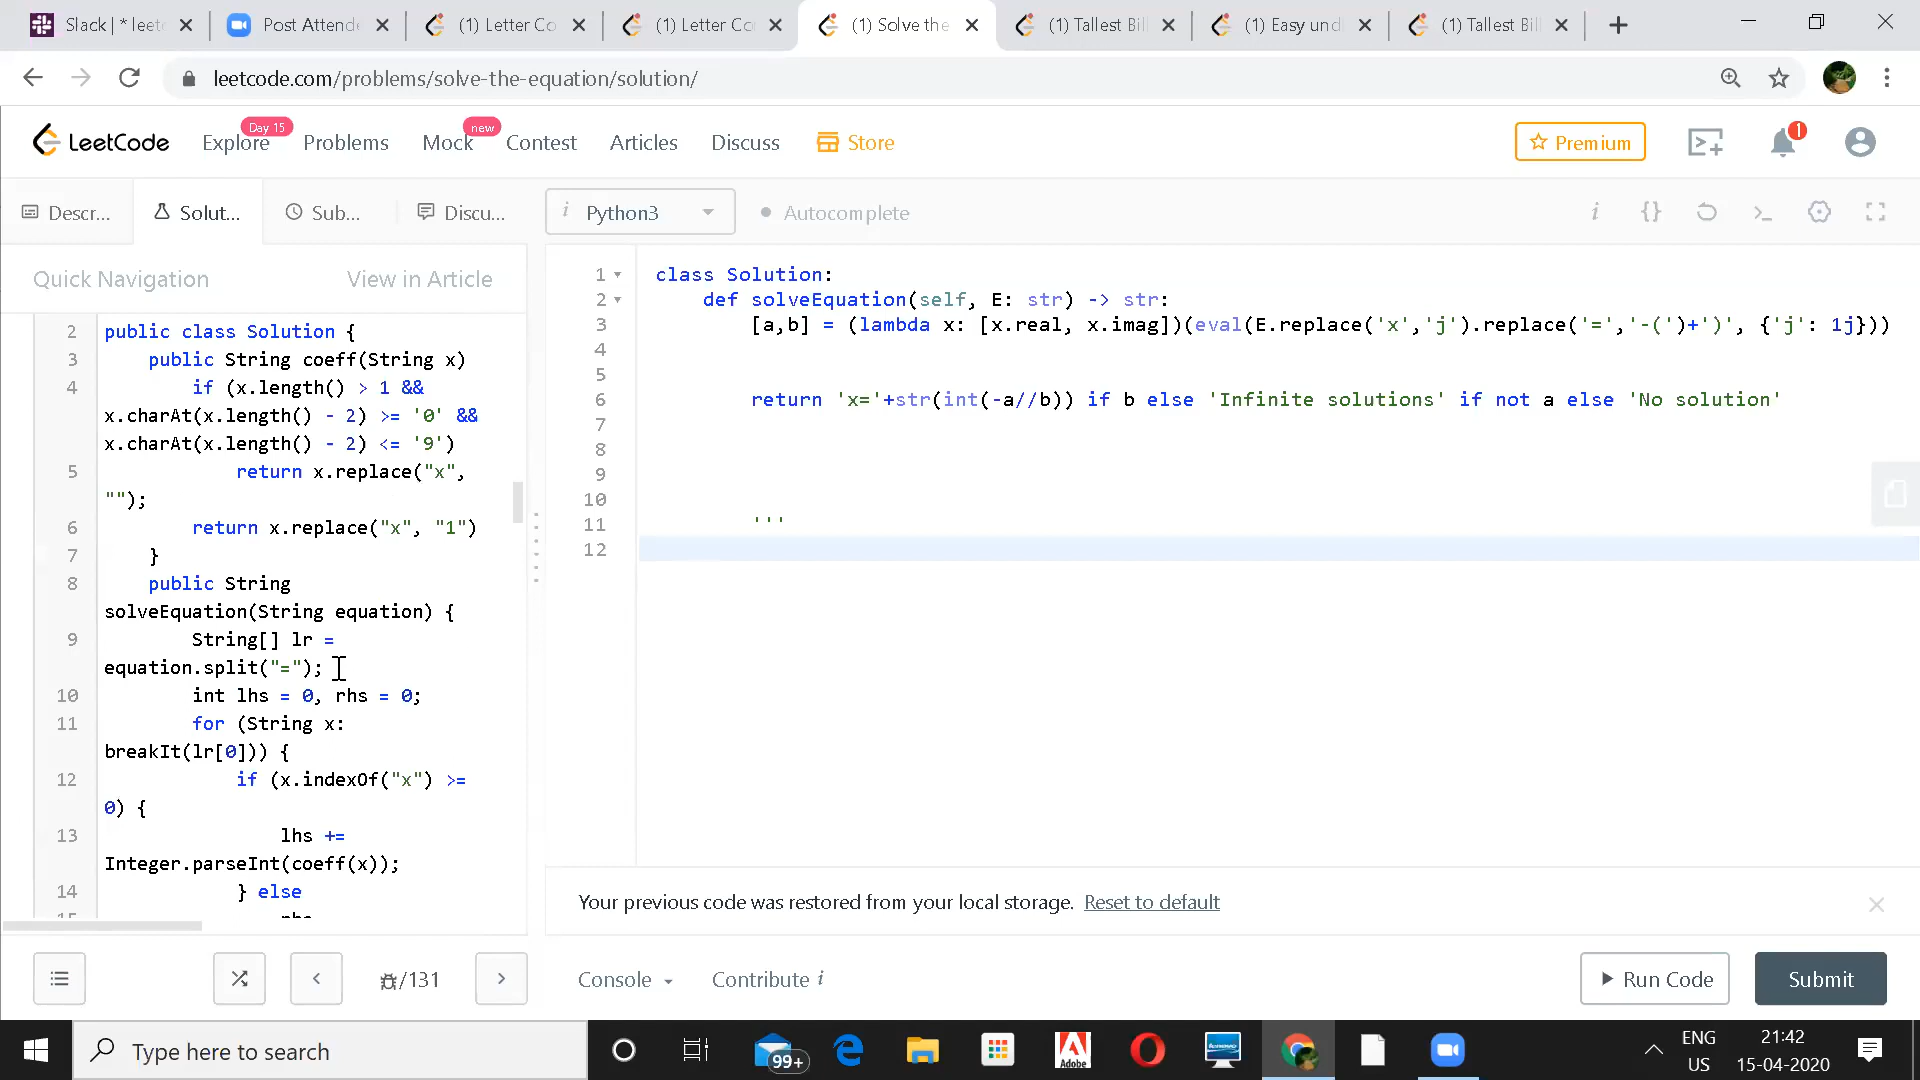 Slack | * leet
Post Attende
(1) Letter Co
(1) Letter Cor
(1) Solve the
(1) Tallest Bil
(1) Easy und
(1) Tallest Bil
leetcode.com/problems/solve-the-equation/solution/
LeetCode
Explore
Day 15
Problems
Mock
new
Contest
Articles
Discuss
Store
Premium
1
Descr...
Solut...
Sub...
Discu...
i Python3
Autocomplete
i {}
Quick Navigation
View in Article
2 public class Solution {
3 public String coeff(String x)
4 if (x.length() > 1 &&
x.charAt(x.length() - 2) >= '0' &&
x.charAt(x.length() - 2) <= '9')
5 return x.replace("x",
"");
6 return x.replace("x", "1")
7 }
8 public String
solveEquation(String equation) {
9 String[] lr =
equation.split("=");
10 int lhs = 0, rhs = 0;
11 for (String x:
breakIt(lr[0])) {
12 if (x.indexOf("x") >=
0) {
13 lhs +=
Integer.parseInt(coeff(x));
14 } else
1 class Solution:
2 def solveEquation(self, E: str) -> str:
3 [a,b] = (lambda x: [x.real, x.imag])(eval(E.replace('x','j').replace('=','-(')+')', {'j': 1j}))
4
5
6 return 'x='+str(int(-a//b)) if b else 'Infinite solutions' if not a else 'No solution'
7
8
9
10
11 '''
12
Your previous code was restored from your local storage. Reset to default
/131
Console
Contribute i
Run Code
Submit
Type here to search
99+
Adobe
ENG
US
21:42
15-04-2020